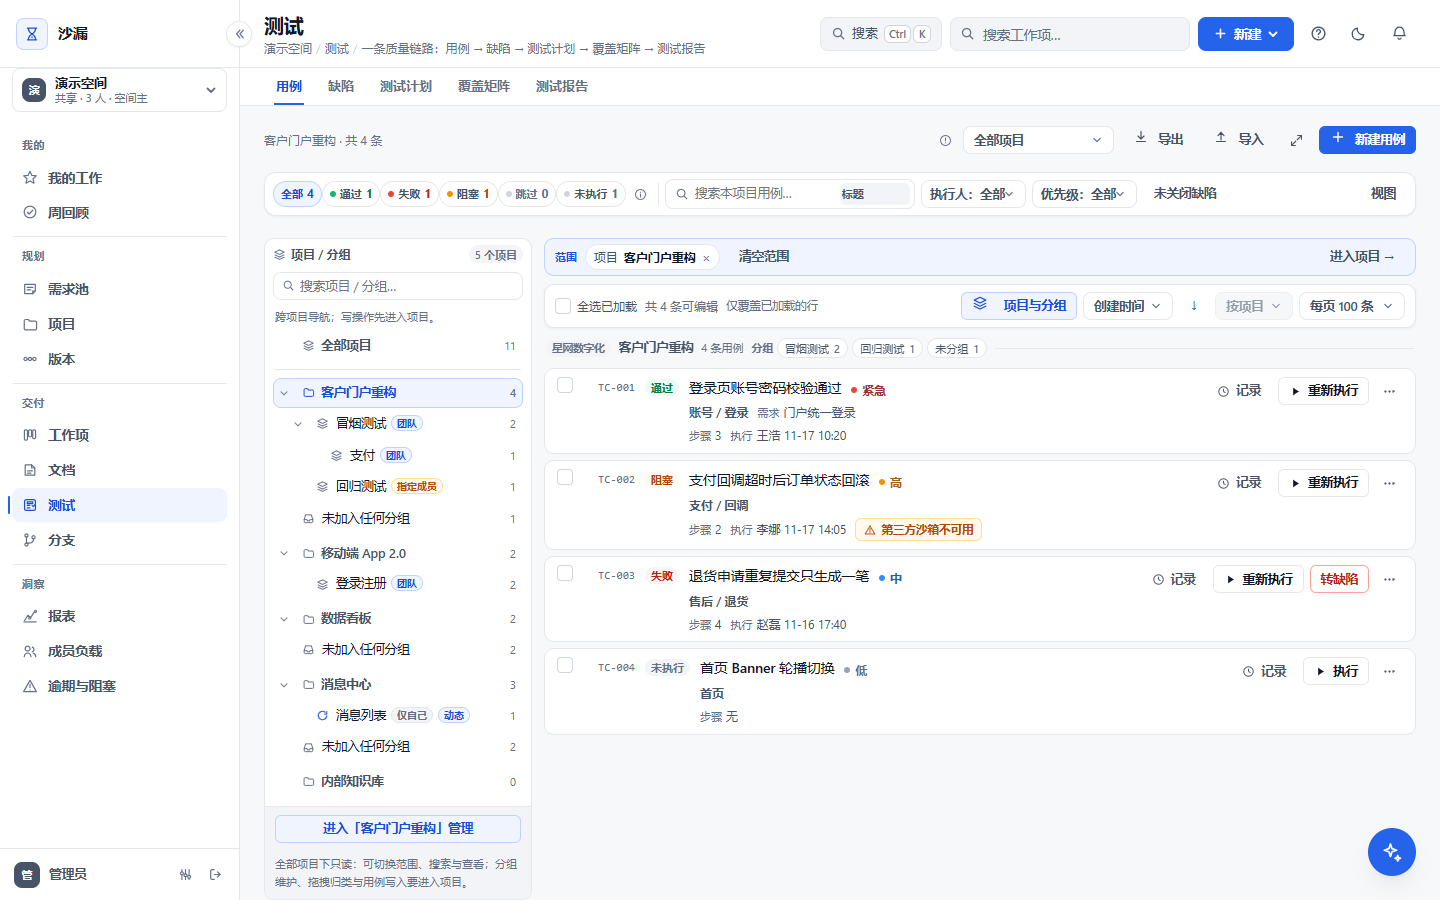 沙漏
演
演示空间
共享 · 3 人 · 空间主
我的
我的工作
周回顾
规划
需求池
项目
版本
交付
工作项
文档
测试
分支
洞察
报表
成员负载
逾期与阻塞
管
管理员
测试
演示空间 / 测试 / 一条质量链路：用例 → 缺陷 → 测试计划 → 覆盖矩阵 → 测试报告
搜索 Ctrl K
搜索工作项...
新建
用例 缺陷 测试计划 覆盖矩阵 测试报告
客户门户重构 · 共 4 条
全部项目
导出
导入
新建用例
全部 4 通过 1 失败 1 阻塞 1 跳过 0 未执行 1
搜索本项目用例... 标题
执行人：全部
优先级：全部
未关闭缺陷
视图
项目 / 分组 5 个项目
搜索项目 / 分组...
跨项目导航；写操作先进入项目。
全部项目 11
客户门户重构 4
冒烟测试 团队 2
支付 团队 1
回归测试 指定成员 1
未加入任何分组 1
移动端 App 2.0 2
登录注册 团队 2
数据看板 2
未加入任何分组 2
消息中心 3
消息列表 仅自己 动态 1
未加入任何分组 2
内部知识库 0
进入「客户门户重构」管理
全部项目下只读：可切换范围、搜索与查看；分组
维护、拖拽归类与用例写入要进入项目。
范围 项目 客户门户重构 × 清空范围 进入项目 →
全选已加载 共 4 条可编辑 仅覆盖已加载的行
项目与分组 创建时间 ↓ 按项目 每页 100 条
星网数字化 客户门户重构 4 条用例 分组 冒烟测试 2 回归测试 1 未分组 1
TC-001 通过 登录页账号密码校验通过 紧急 记录 重新执行 ···
账号 / 登录 需求 门户统一登录
步骤 3 执行 王浩 11-17 10:20
TC-002 阻塞 支付回调超时后订单状态回滚 高 记录 重新执行 ···
支付 / 回调
步骤 2 执行 李娜 11-17 14:05 第三方沙箱不可用
TC-003 失败 退货申请重复提交只生成一笔 中 记录 重新执行 转缺陷 ···
售后 / 退货
步骤 4 执行 赵磊 11-16 17:40
TC-004 未执行 首页 Banner 轮播切换 低 记录 执行 ···
首页
步骤 无